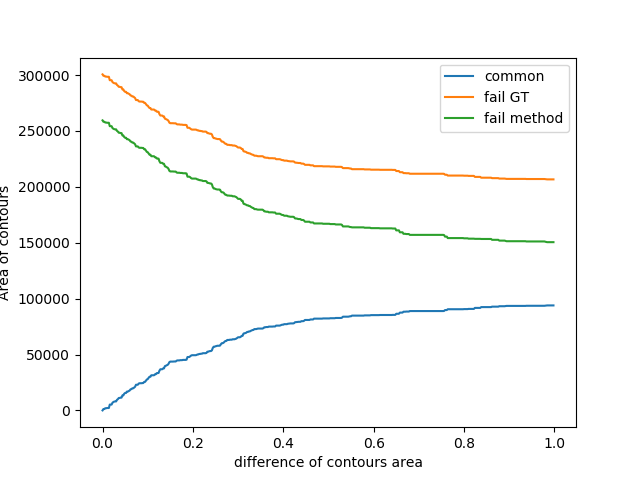 common
fail GT
fail method
300000
250000
200000
150000
100000
50000
0
Area of contours
0.0 0.2 0.4 0.6 0.8 1.0
difference of contours area